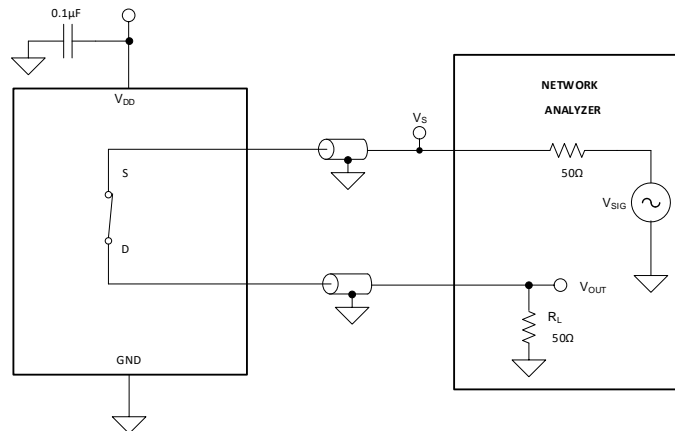 0.1µF
V_DD
NETWORK
ANALYZER
V_S
S
50Ω
V_SIG
D
V_OUT
R_L
50Ω
GND